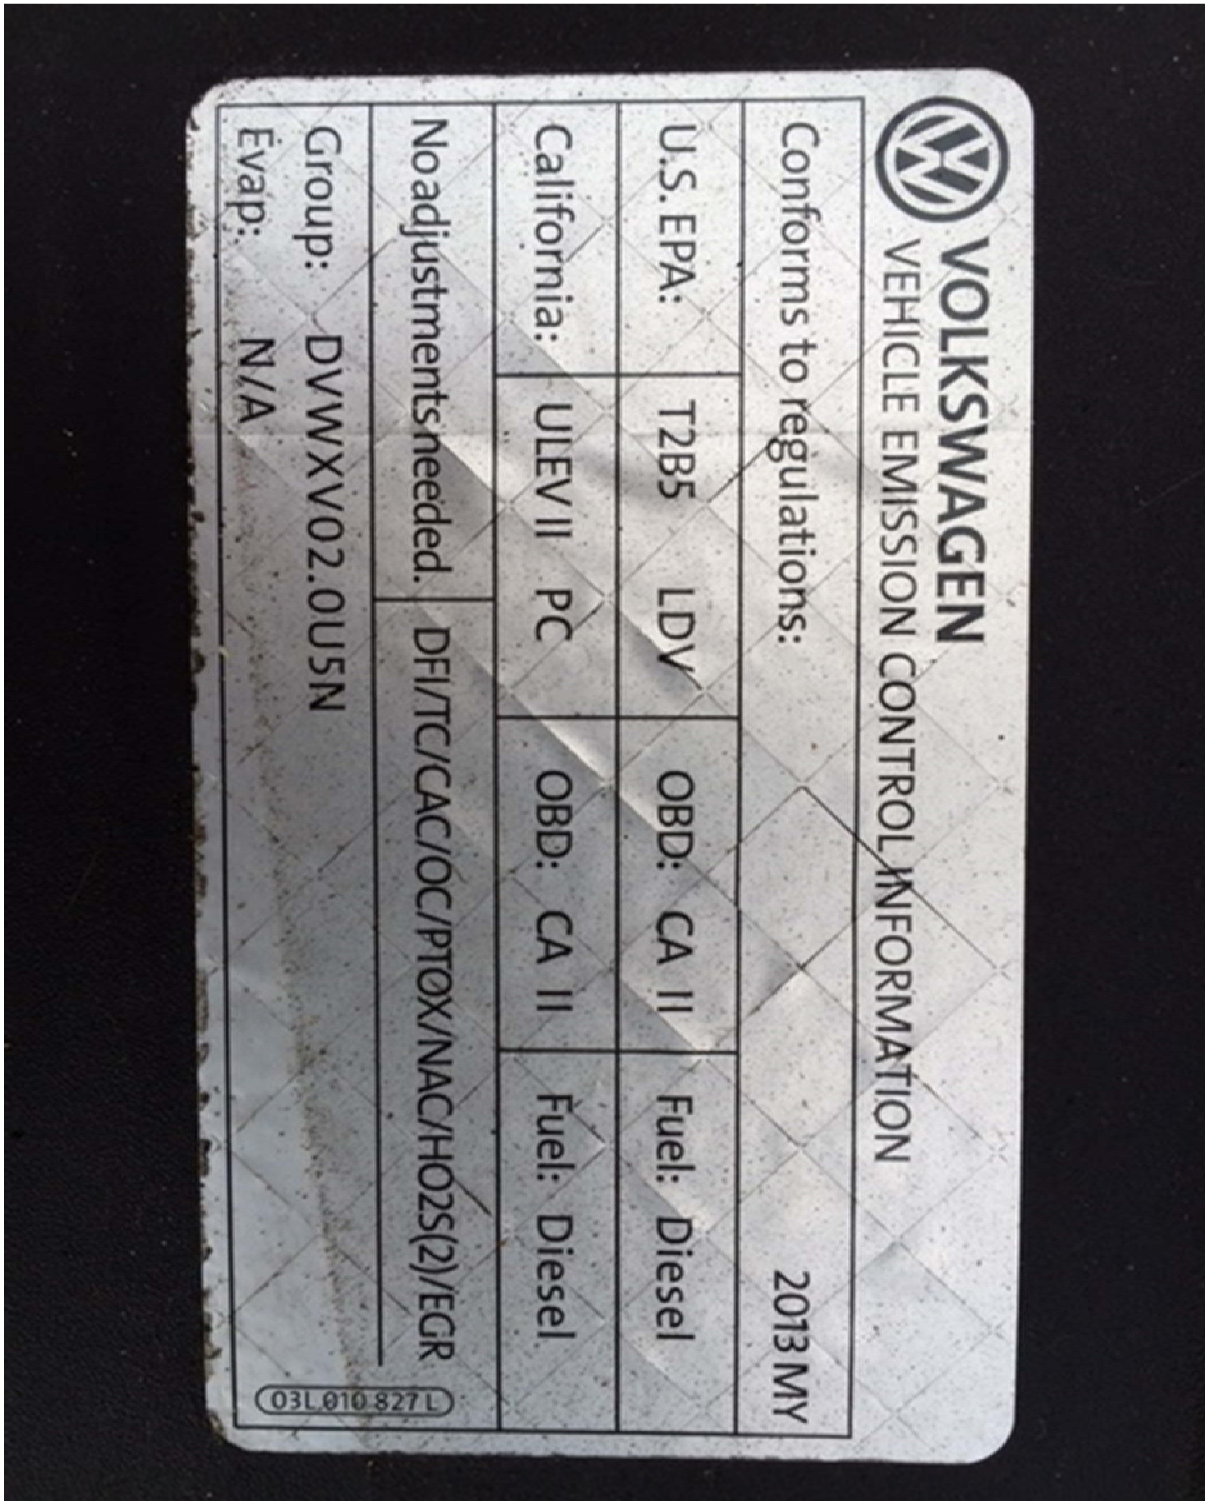 VOLKSWAGEN
VEHICLE EMISSION CONTROL INFORMATION
Conforms to regulations: 2013 MY
U.S. EPA: T2B5 LDV OBD: CA II Fuel: Diesel
California: ULEV II PC OBD: CA II Fuel: Diesel
No adjustments needed. DFI/TC/CAC/OC/PTOX/NAC/HO2S(2)/EGR
Group: DVWXV02.0U5N
Evap: N/A
03L 010 827 L